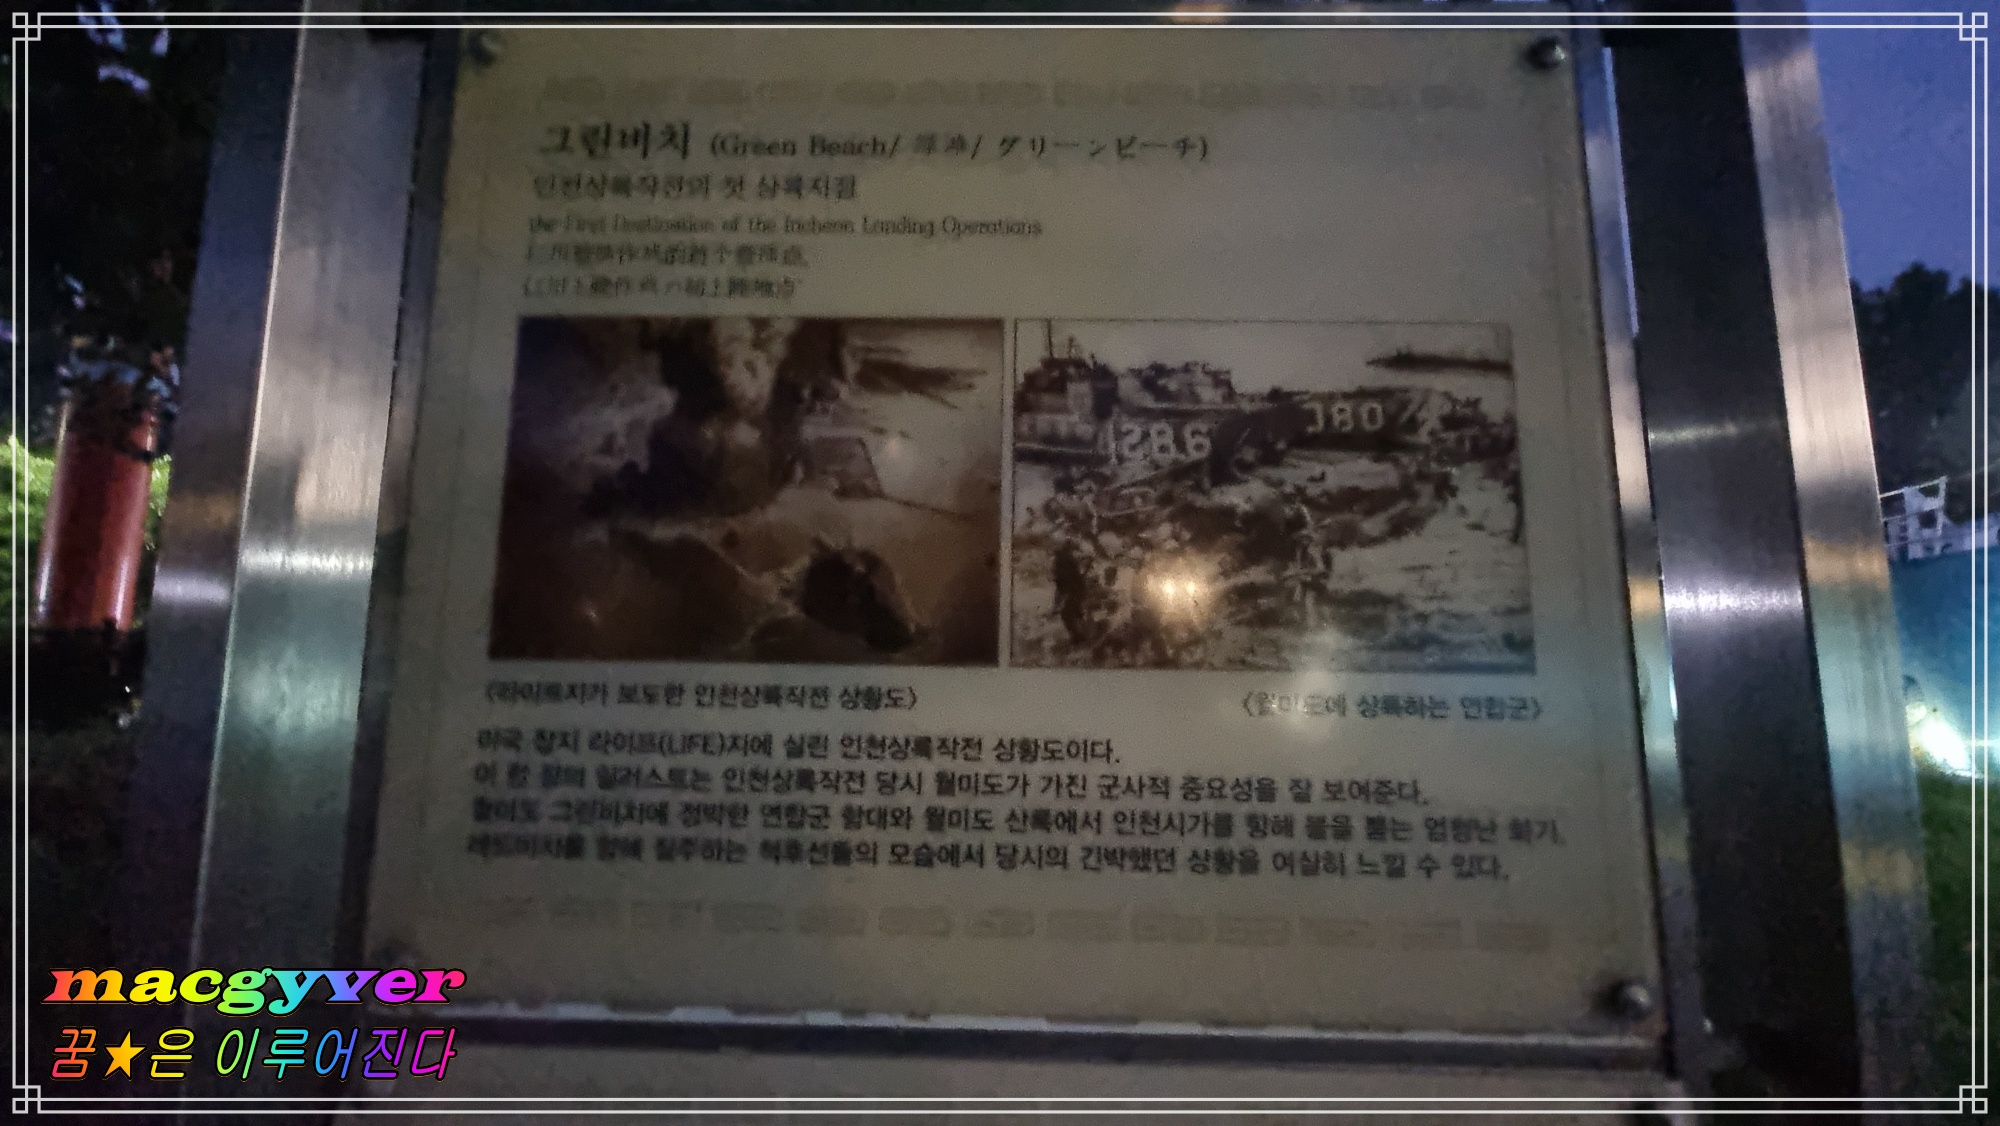 그린비치 (Green Beach/ / グリーンビーチ)
인천상륙작전의 첫 상륙지점
the First Destination of the Incheon Landing Operations
〈라이프지가 보도한 인천상륙작전 상황도〉
〈월미도에 상륙하는 연합군〉
1286
미국 잡지 라이프(LIFE)지에 실린 인천상륙작전 상황도이다.
이 한 장의 일러스트는 인천상륙작전 당시 월미도가 가진 군사적 중요성을 잘 보여준다.
월미도 그린비치에 정박한 연합군 함대와 월미도 산록에서 인천시가를 향해 불을 뿜는 엄청난 화기,
레드비치를 향해 질주하는 척후선들의 모습에서 당시의 긴박했던 상황을 여실히 느낄 수 있다.
macgyver
꿈★은 이루어진다